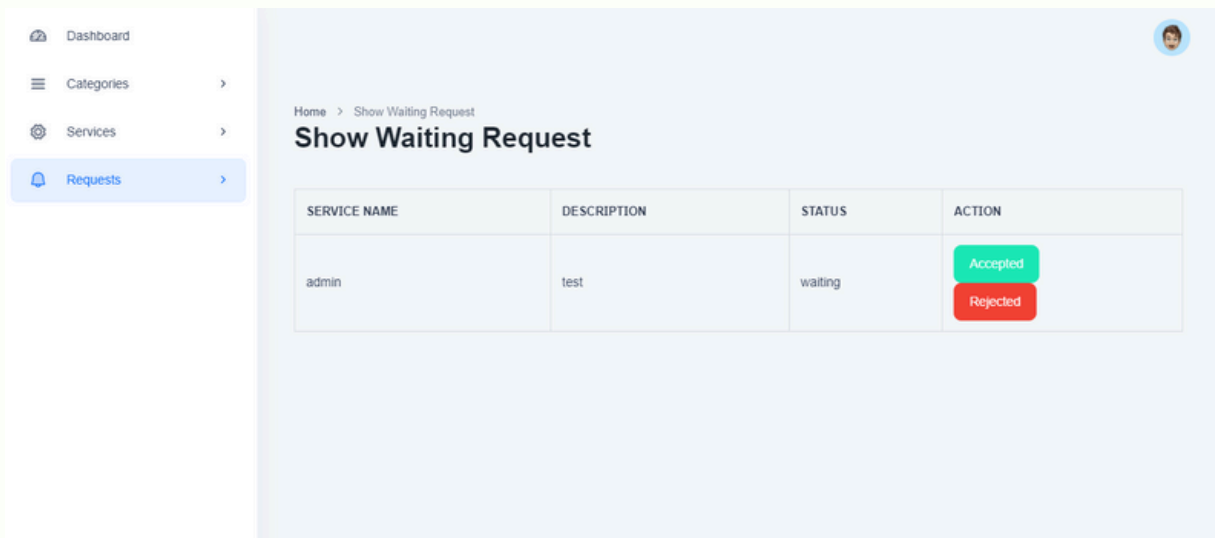 Dashboard
Categories
Services
Requests
Home > Show Waiting Request
Show Waiting Request
SERVICE NAME DESCRIPTION STATUS ACTION
admin test waiting Accepted
Rejected